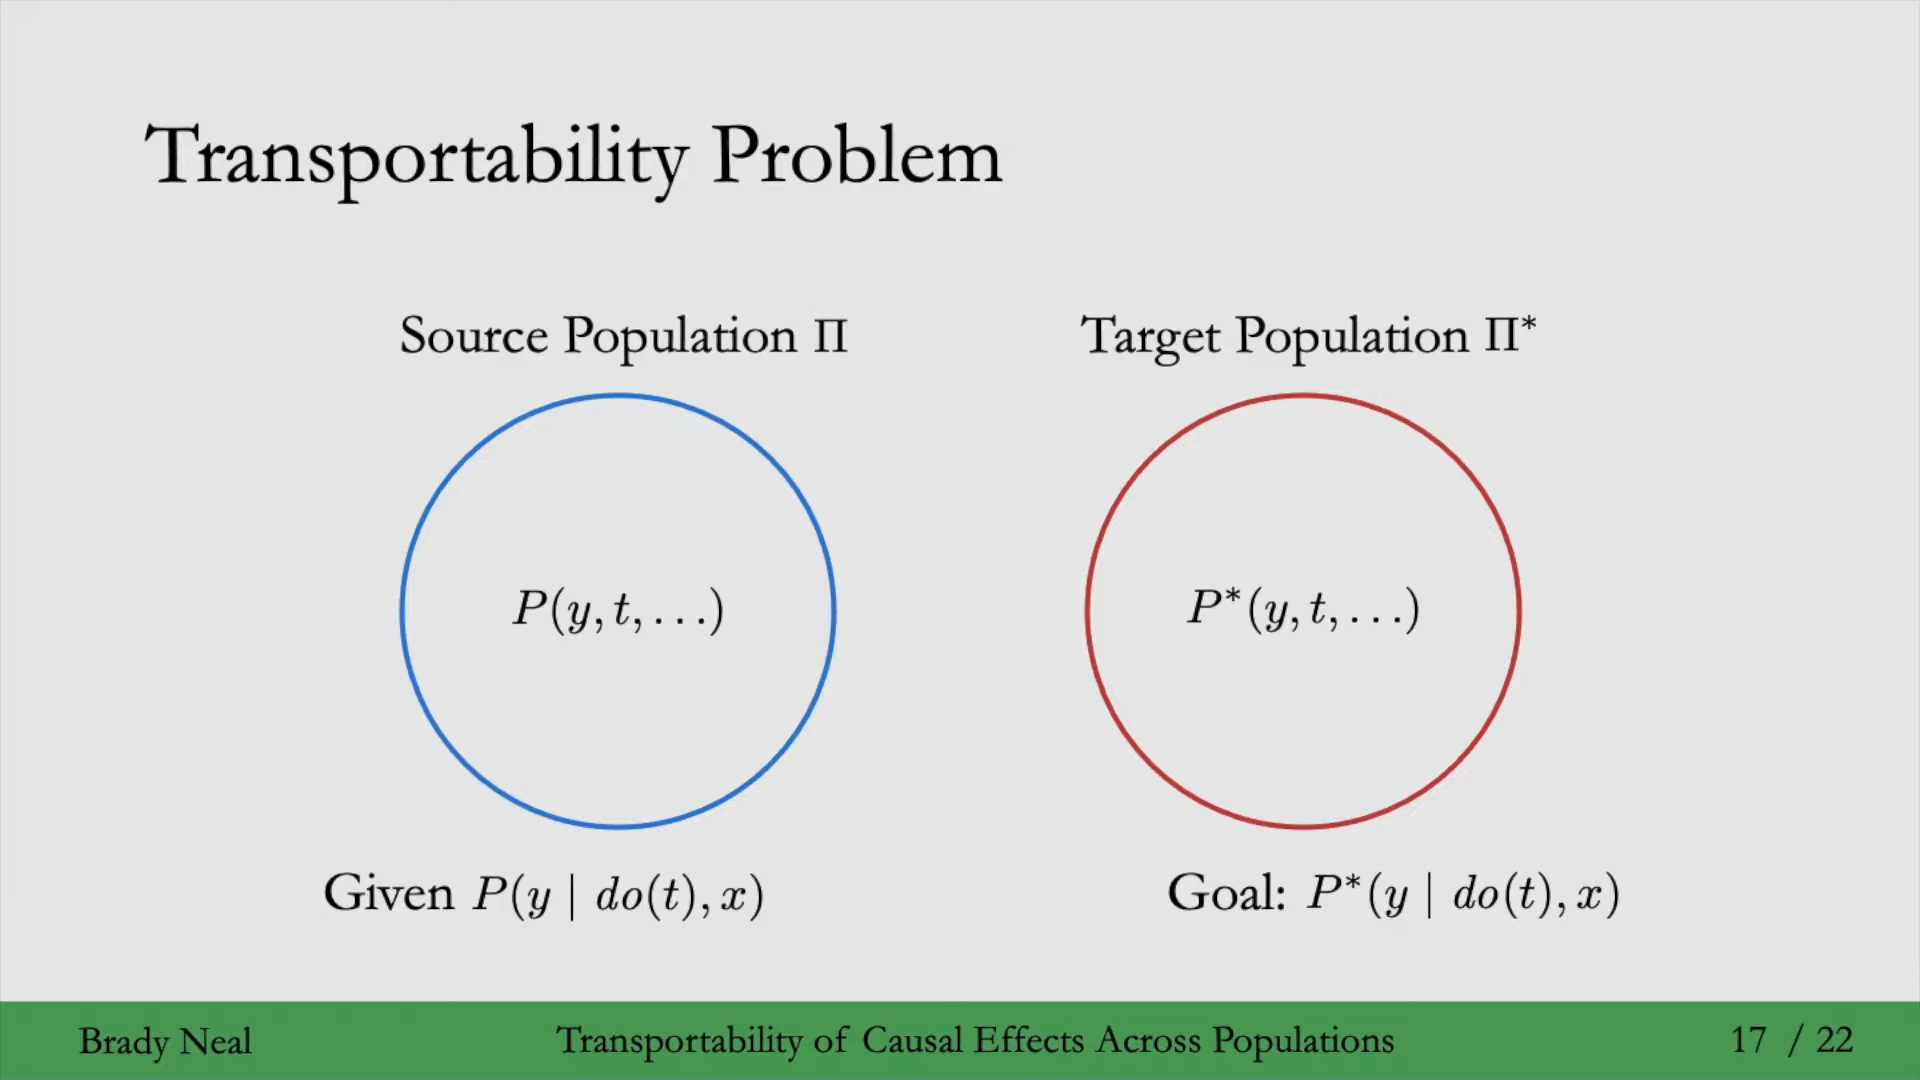 Transportability Problem
Source Population Π
Target Population Π*
P(y, t, . . .)
P*(y, t, . . .)
Given P(y | do(t), x)
Goal: P*(y | do(t), x)
Brady Neal
Transportability of Causal Effects Across Populations
17 / 22